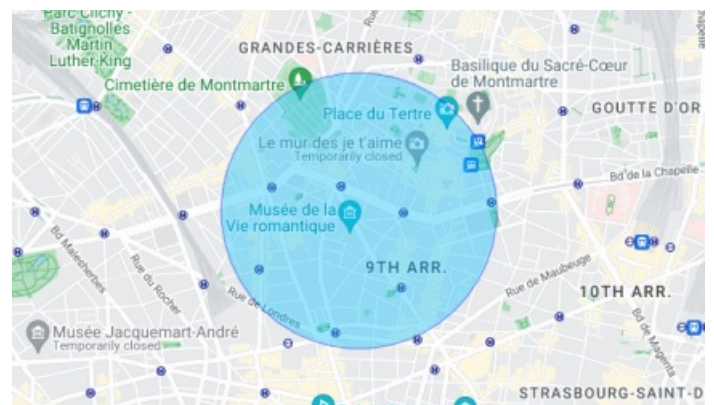 Parc Clichy -
Batignolles
Martin
Luther King
GRANDES-CARRIÈRES
Cimetière de Montmartre
Basilique du Sacré-Cœur
de Montmartre
Place du Tertre
GOUTTE D'OR
Le mur des je t'aime
Temporarily closed
Bd de la Chapelle
Musée de la
Vie romantique
Bd Malesherbes
Rue du Rocher
9TH ARR.
Rue de Maubeuge
Rue de Londres
10TH ARR.
Bd de Magenta
Musée Jacquemart-André
Temporarily closed
STRASBOURG-SAINT-D